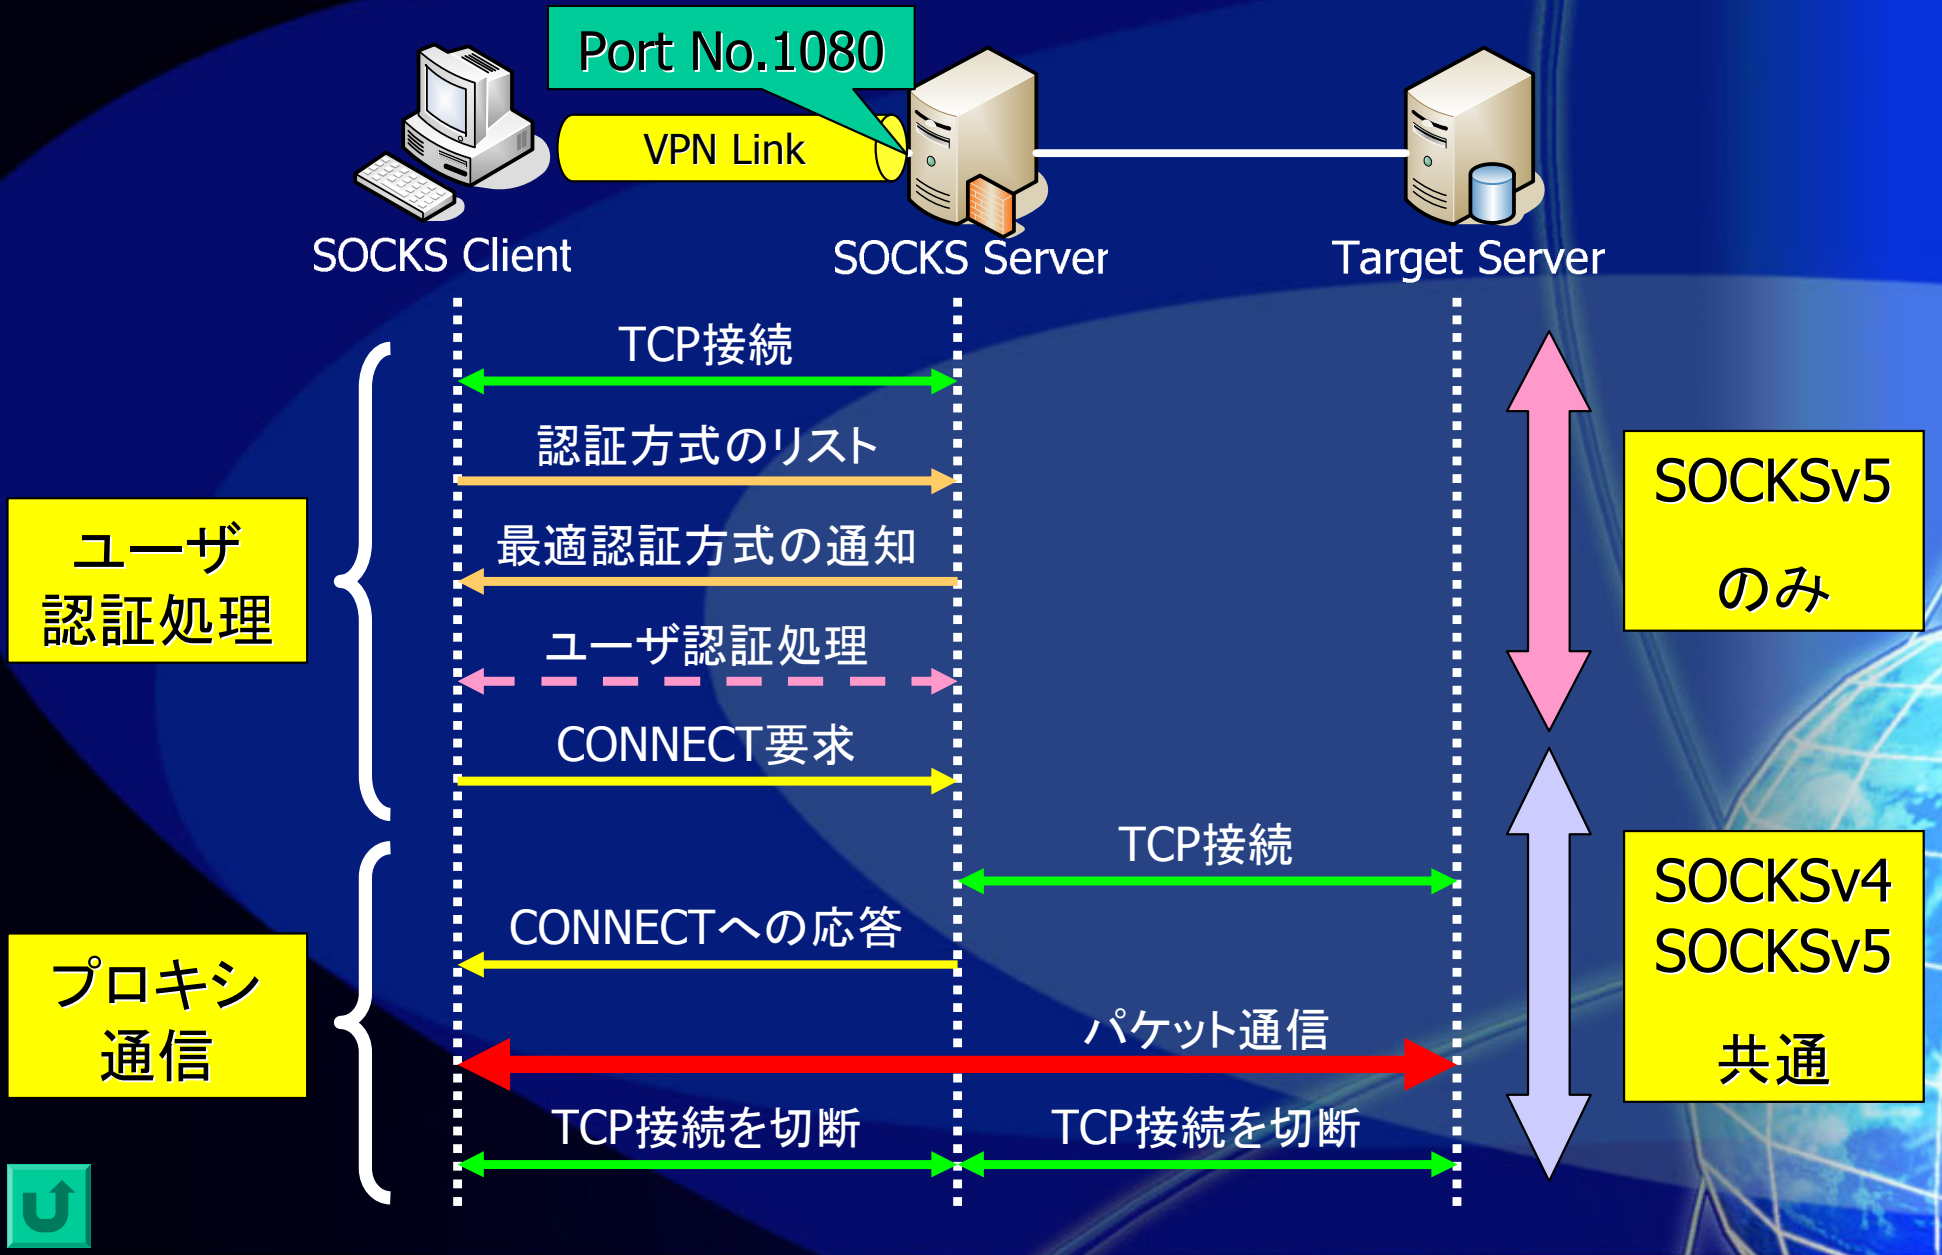 Port No.1080
VPN Link
SOCKS Client
SOCKS Server
Target Server
TCP接続
認証方式のリスト
最適認証方式の通知
ユーザ認証処理
CONNECT要求
TCP接続
CONNECTへの応答
パケット通信
TCP接続を切断
TCP接続を切断
ユーザ
認証処理
プロキシ
通信
SOCKSv5
のみ
SOCKSv4
SOCKSv5
共通